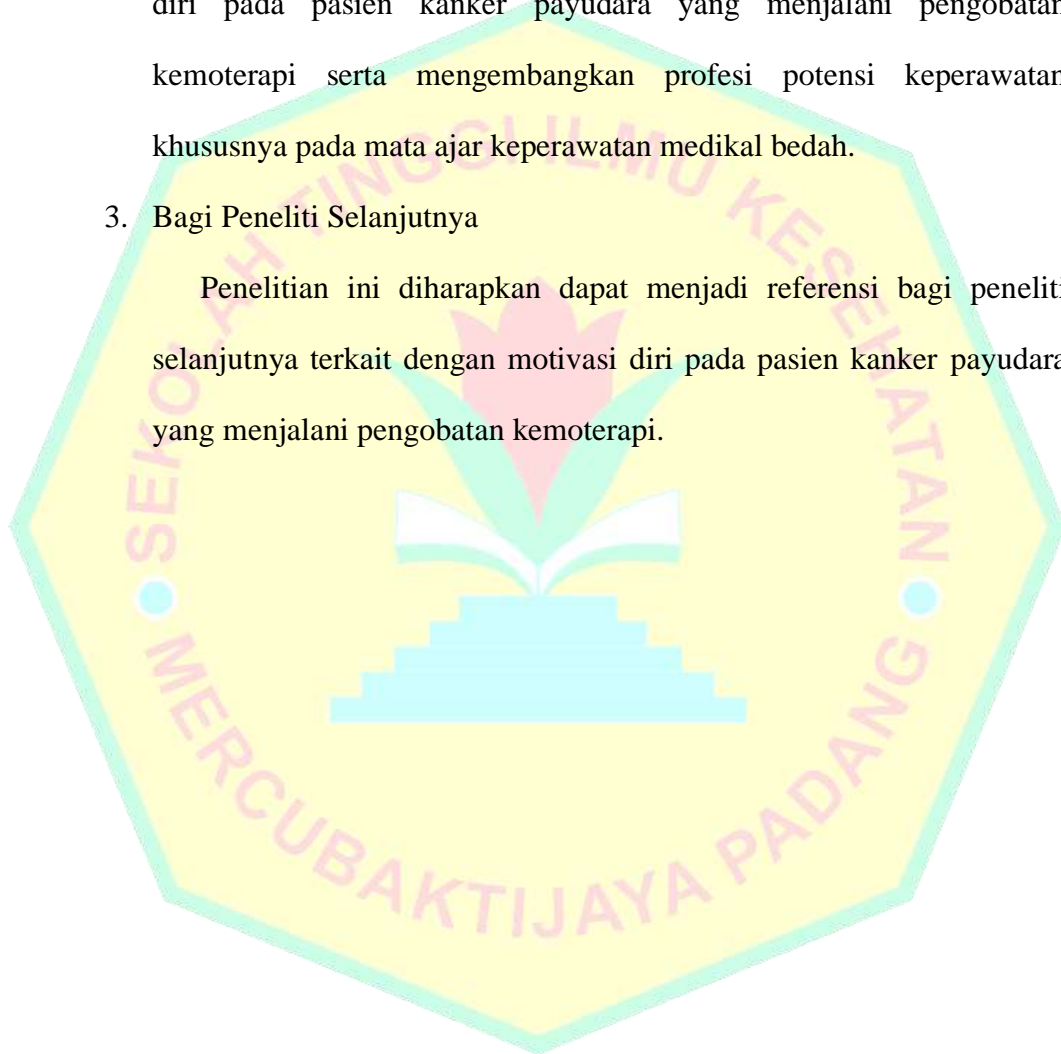 diri pada pasien kanker payudara yang menjalani pengobatan
kemoterapi serta mengembangkan profesi potensi keperawatan
khususnya pada mata ajar keperawatan medikal bedah.
3. Bagi Peneliti Selanjutnya
Penelitian ini diharapkan dapat menjadi referensi bagi peneliti
selanjutnya terkait dengan motivasi diri pada pasien kanker payudara
yang menjalani pengobatan kemoterapi.
SEKOLAH TINGGI ILMU KESEHATAN
MERCUBAKTIJAYA PADANG